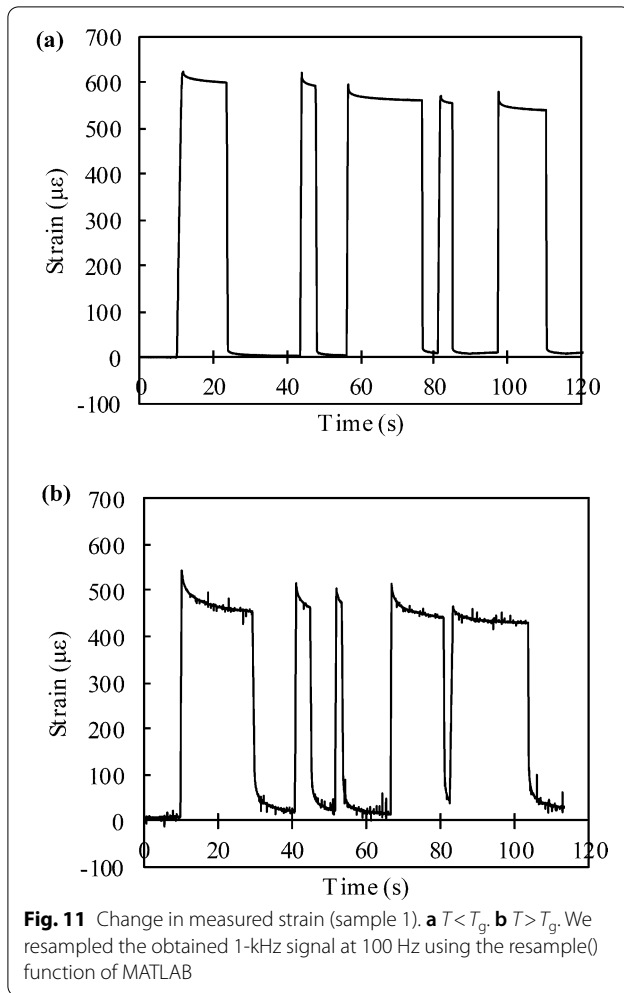 (a)
700
600
500
400
300
200
100
0
-100
Strain (µε)
0 20 40 60 80 100 120
Time (s)
(b)
700
600
500
400
300
200
100
0
-100
Strain (µε)
0 20 40 60 80 100 120
Time (s)
Fig. 11 Change in measured strain (sample 1). a T < Tg. b T > Tg. We
resampled the obtained 1-kHz signal at 100 Hz using the resample()
function of MATLAB